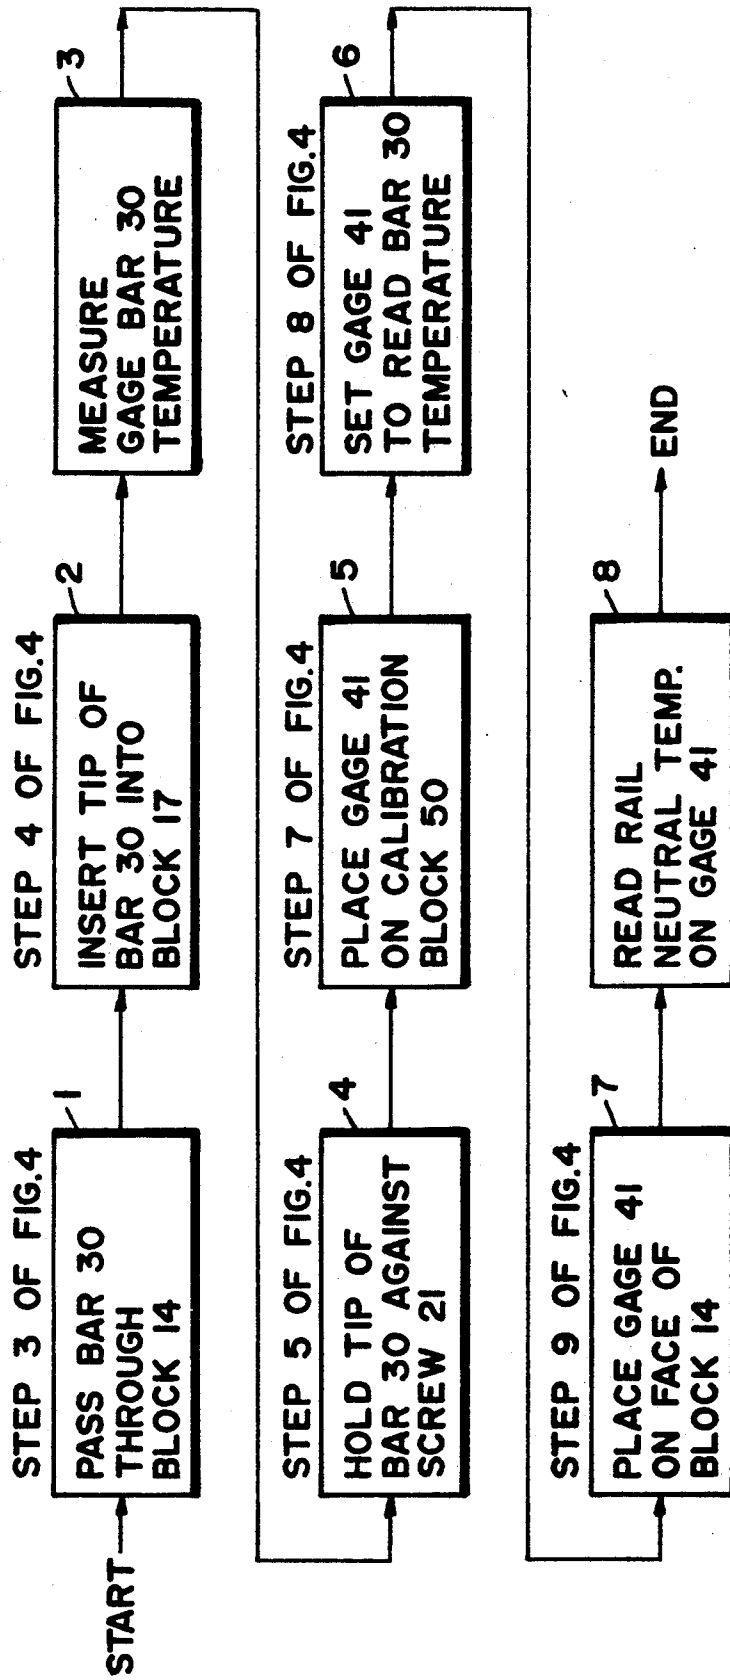 START
STEP 3 OF FIG.4
1
PASS BAR 30
THROUGH
BLOCK 14
STEP 4 OF FIG.4
2
INSERT TIP OF
BAR 30 INTO
BLOCK 17
3
MEASURE
GAGE BAR 30
TEMPERATURE
STEP 5 OF FIG.4
4
HOLD TIP OF
BAR 30 AGAINST
SCREW 21
STEP 7 OF FIG.4
5
PLACE GAGE 41
ON CALIBRATION
BLOCK 50
STEP 8 OF FIG.4
6
SET GAGE 41
TO READ BAR 30
TEMPERATURE
STEP 9 OF FIG.4
7
PLACE GAGE 41
ON FACE OF
BLOCK 14
8
READ RAIL
NEUTRAL TEMP.
ON GAGE 41
END